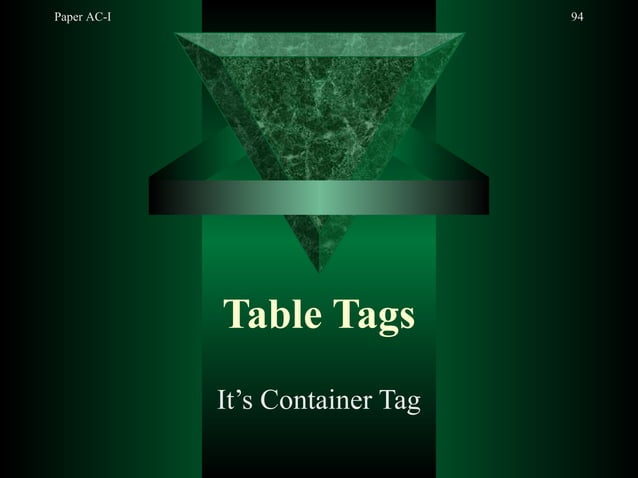 Paper AC-I
94
Table Tags
It’s Container Tag